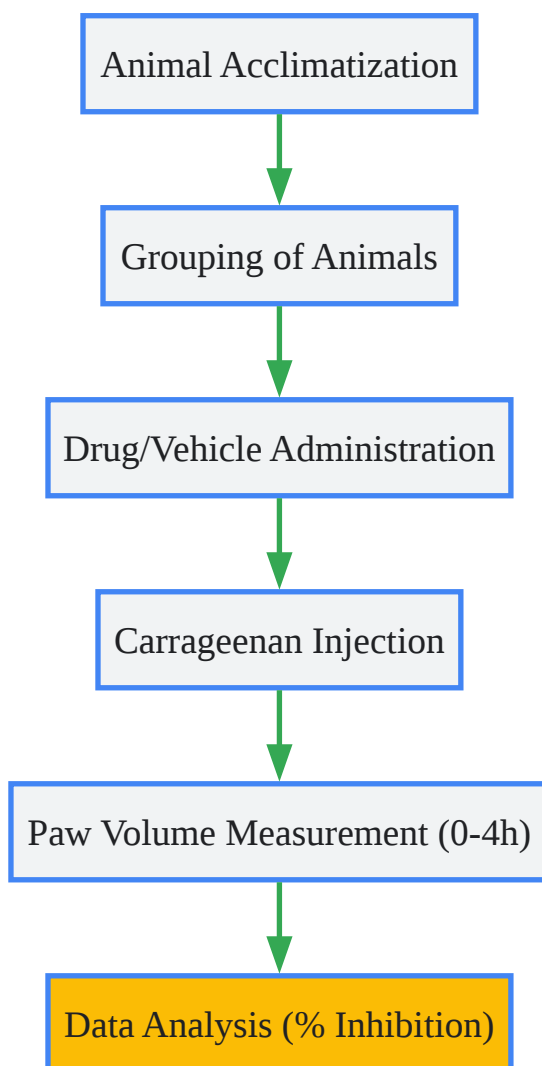 Animal Acclimatization
Grouping of Animals
Drug/Vehicle Administration
Carrageenan Injection
Paw Volume Measurement (0-4h)
Data Analysis (% Inhibition)